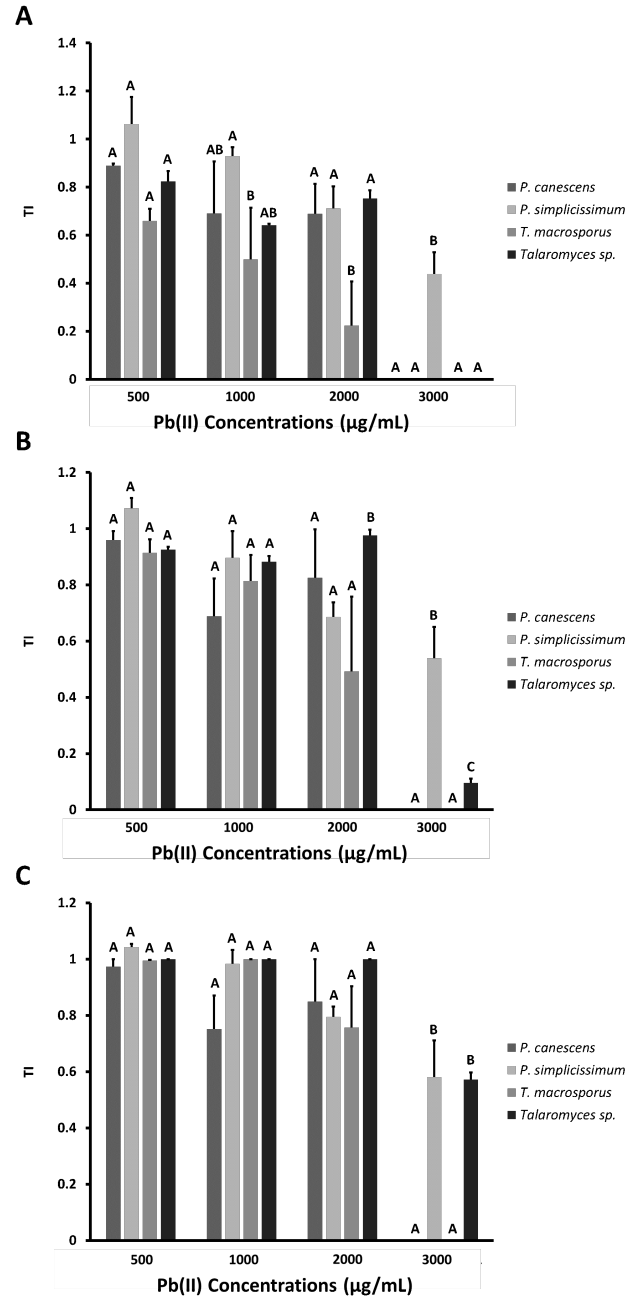 A
1.4
1.2
1
0.8
0.6
0.4
0.2
0
TI
A A A A
AB A B AB
A A B A
A A B A A
500 1000 2000 3000
Pb(II) Concentrations (µg/mL)
P. canescens
P. simplicissimum
T. macrosporus
Talaromyces sp.
B
1.2
1
0.8
0.6
0.4
0.2
0
TI
A A A A
A A A A
A A A B
A B A C
500 1000 2000 3000
Pb(II) Concentrations (µg/mL)
P. canescens
P. simplicissimum
T. macrosporus
Talaromyces sp.
C
1.2
1
0.8
0.6
0.4
0.2
0
TI
A A A A
A A A A
A A A A
A B A B
500 1000 2000 3000
Pb(II) Concentrations (µg/mL)
P. canescens
P. simplicissimum
T. macrosporus
Talaromyces sp.